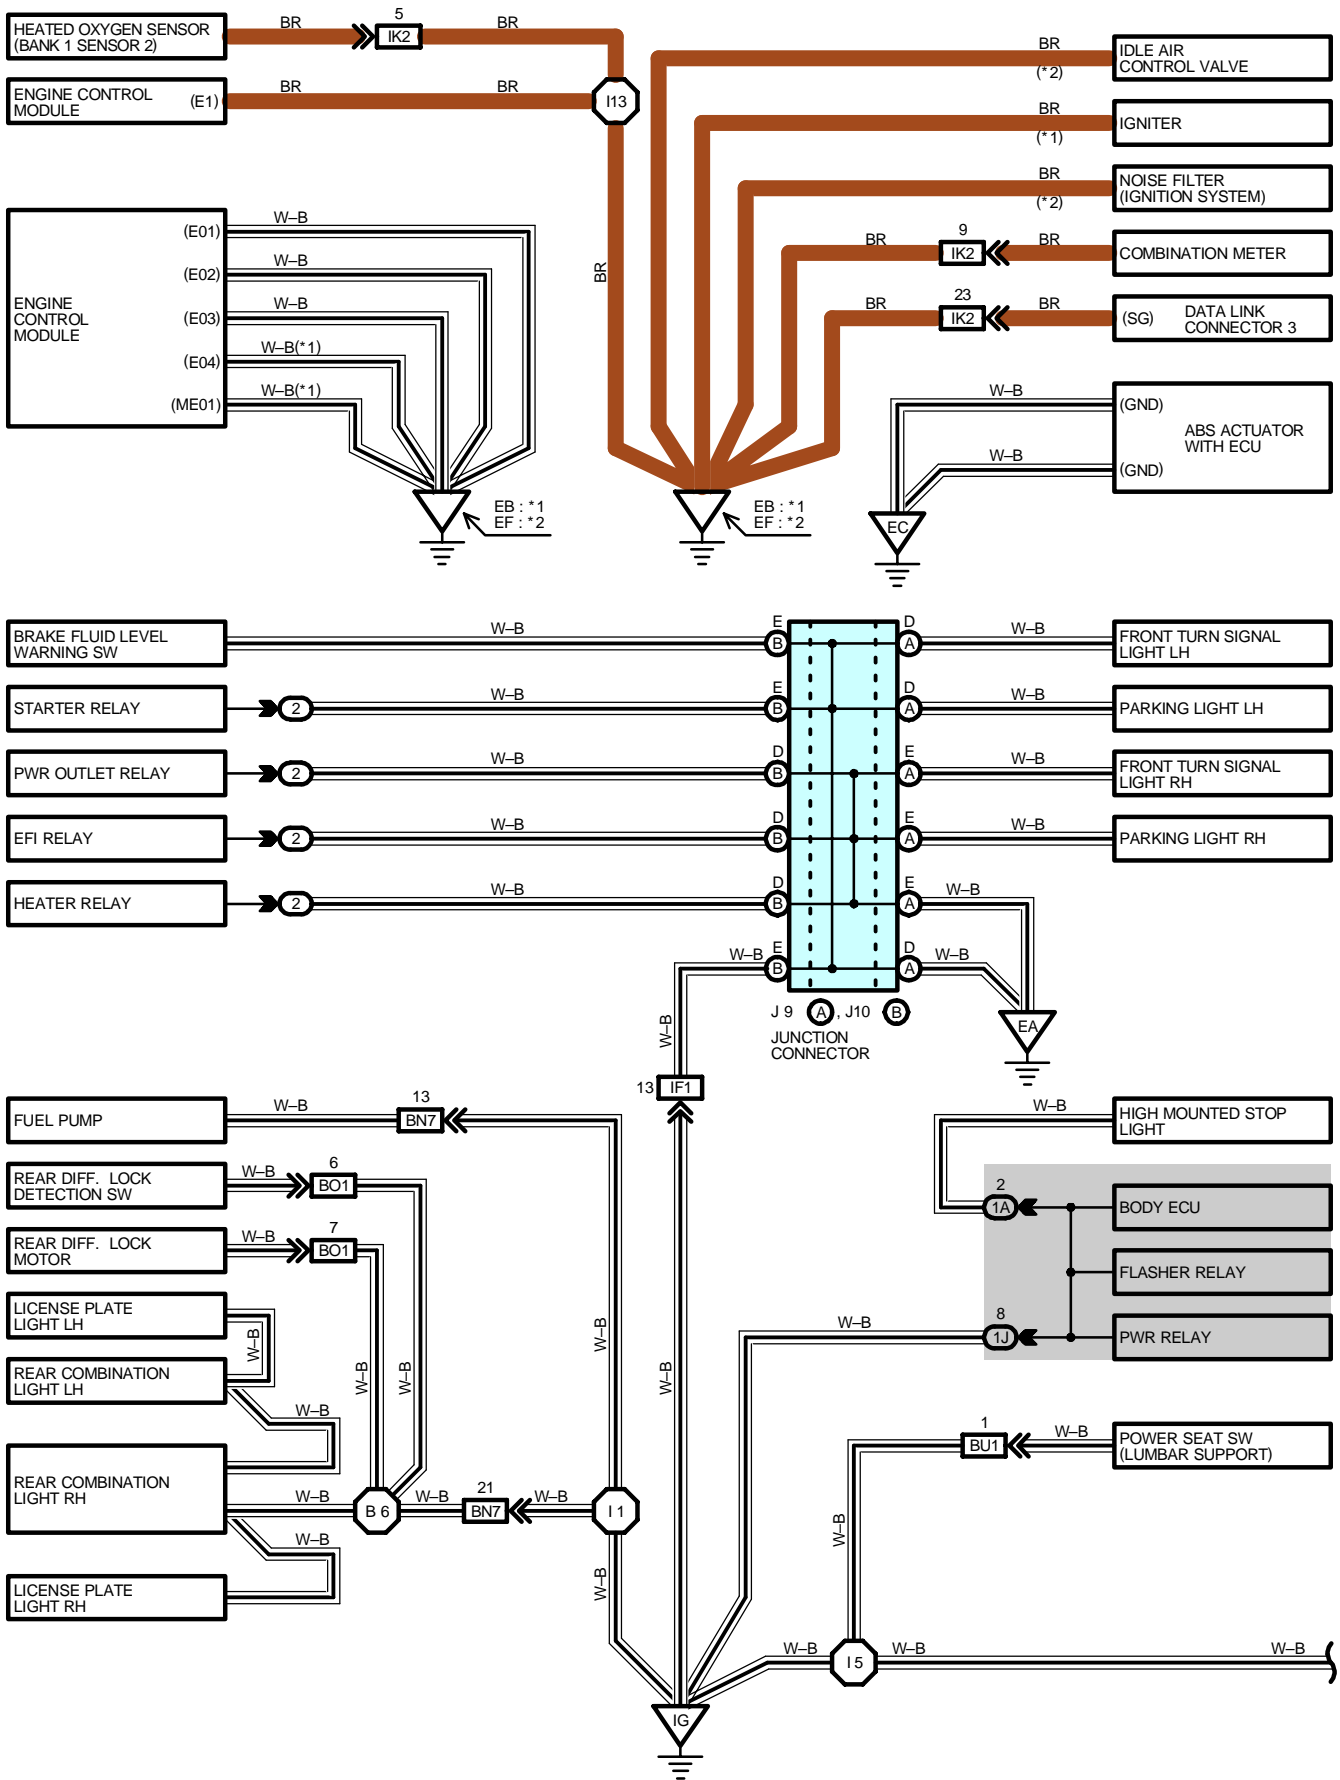 HEATED OXYGEN SENSOR
(BANK 1 SENSOR 2)
BR
5
IK2
BR
ENGINE CONTROL
MODULE
(E1)
BR
BR
I13
BR
IDLE AIR
CONTROL VALVE
BR
(*2)
IGNITER
BR
(*1)
NOISE FILTER
(IGNITION SYSTEM)
BR
(*2)
COMBINATION METER
BR
9
IK2
BR
(SG)
DATA LINK
CONNECTOR 3
BR
23
IK2
BR
ENGINE
CONTROL
MODULE
(E01)
W–B
(E02)
W–B
(E03)
W–B
(E04)
W–B(*1)
(ME01)
W–B(*1)
EB : *1
EF : *2
EB : *1
EF : *2
W–B
(GND)
ABS ACTUATOR
WITH ECU
W–B
(GND)
EC
BRAKE FLUID LEVEL
WARNING SW
W–B
E
B
D
A
W–B
FRONT TURN SIGNAL
LIGHT LH
STARTER RELAY
2
W–B
E
B
D
A
W–B
PARKING LIGHT LH
PWR OUTLET RELAY
2
W–B
D
B
E
A
W–B
FRONT TURN SIGNAL
LIGHT RH
EFI RELAY
2
W–B
D
B
E
A
W–B
PARKING LIGHT RH
HEATER RELAY
2
W–B
D
B
E
A
W–B
W–B
E
B
D
A
W–B
J 9 A , J10 B
JUNCTION
CONNECTOR
EA
W–B
13
IF1
FUEL PUMP
W–B
13
BN7
REAR DIFF. LOCK
DETECTION SW
W–B
6
BO1
REAR DIFF. LOCK
MOTOR
W–B
7
BO1
LICENSE PLATE
LIGHT LH
W–B
REAR COMBINATION
LIGHT LH
W–B
REAR COMBINATION
LIGHT RH
W–B
W–B
W–B
W–B
B 6
W–B
21
BN7
W–B
I 1
W–B
W–B
LICENSE PLATE
LIGHT RH
W–B
W–B
W–B
HIGH MOUNTED STOP
LIGHT
2
1A
BODY ECU
FLASHER RELAY
W–B
8
1J
PWR RELAY
1
BU1
W–B
POWER SEAT SW
(LUMBAR SUPPORT)
W–B
W–B
I 5
W–B
W–B
IG